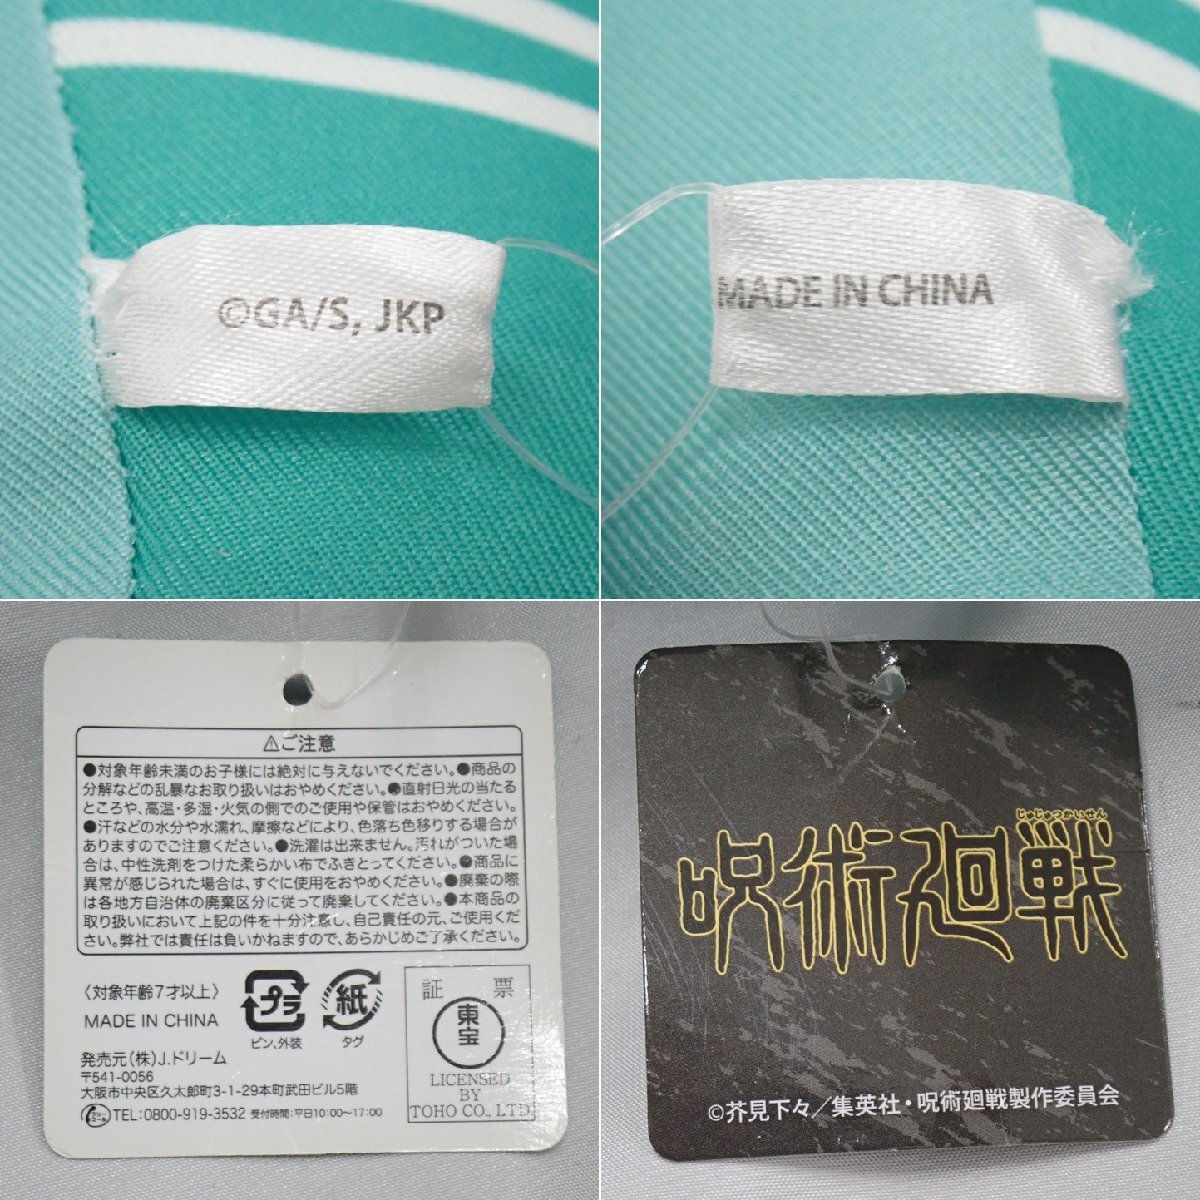 ©GA/S, JKP
MADE IN CHINA
⚠ご注意
●対象年齢未満のお子様には絶対に与えないでください。●商品の
分解などの乱暴なお取り扱いはおやめください。●直射日光の当たる
ところや、高温・多湿・火気の側でのご使用や保管はおやめください。
●汗などの水分や水濡れ、摩擦などにより、色落ち色移りする場合が
ありますのでご注意ください。●洗濯は出来ません。汚れがついた場
合は、中性洗剤をつけた柔らかい布でふきとってください。●商品に
異常が感じられた場合は、すぐに使用をおやめください。●廃棄の際
は各地方自治体の廃棄区分に従って廃棄してください。●本商品の
取り扱いにおいて上記の件を十分注意し、自己責任の元、ご使用くだ
さい。弊社では責任は負いかねますので、あらかじめご了承ください。
〈対象年齢7才以上〉
MADE IN CHINA
プラ
ピン、外装
紙
タグ
発売元(株)J.ドリーム
〒541-0056
大阪市中央区久太郎町3-1-29本町武田ビル5階
TEL:0800-919-3532 受付時間:平日10:00〜17:00
証 票
東宝
LICENSED
BY
TOHO CO., LTD.
じゅじゅつかいせん
呪術廻戦
©芥見下々／集英社・呪術廻戦製作委員会